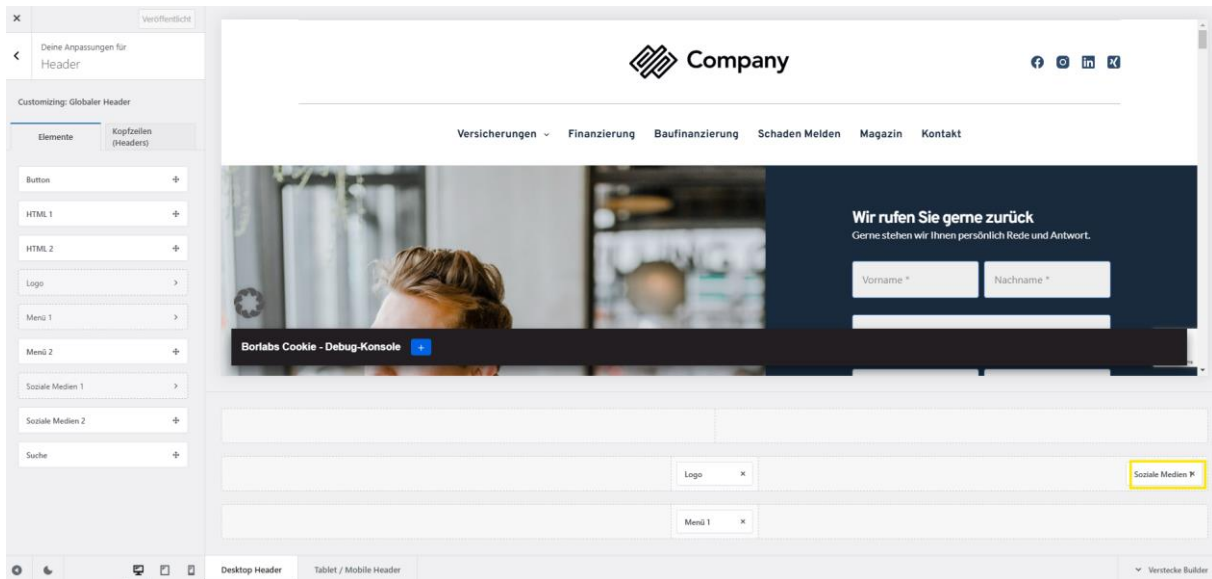 Veröffentlicht
Deine Anpassungen für
Header
Customizing: Globaler Header
Elemente
Kopfzeilen
(Headers)
Button
HTML 1
HTML 2
Logo
Menü 1
Menü 2
Soziale Medien 1
Soziale Medien 2
Suche
Company
Versicherungen Finanzierung Baufinanzierung Schaden Melden Magazin Kontakt
Wir rufen Sie gerne zurück
Gerne stehen wir Ihnen persönlich Rede und Antwort.
Vorname * Nachname *
Borlabs Cookie - Debug-Konsole +
Logo
Soziale Medien 1
Menü 1
Desktop Header Tablet / Mobile Header Verstecke Builder